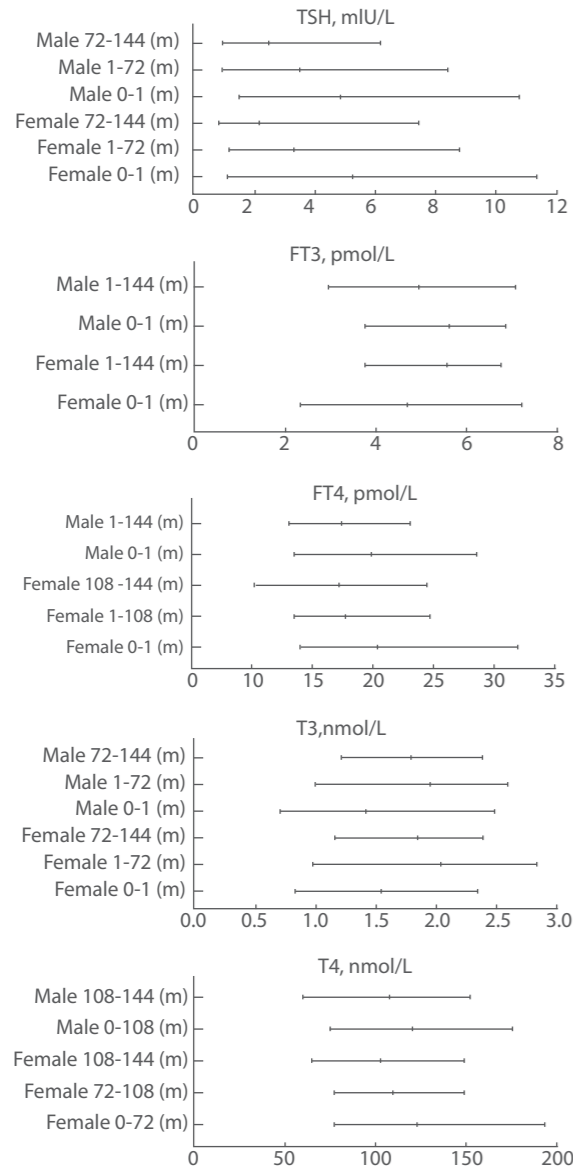 TSH, mIU/L
Male 72-144 (m)
Male 1-72 (m)
Male 0-1 (m)
Female 72-144 (m)
Female 1-72 (m)
Female 0-1 (m)
0 2 4 6 8 10 12
FT3, pmol/L
Male 1-144 (m)
Male 0-1 (m)
Female 1-144 (m)
Female 0-1 (m)
0 2 4 6 8
FT4, pmol/L
Male 1-144 (m)
Male 0-1 (m)
Female 108 -144 (m)
Female 1-108 (m)
Female 0-1 (m)
0 10 15 20 25 30 35
T3,nmol/L
Male 72-144 (m)
Male 1-72 (m)
Male 0-1 (m)
Female 72-144 (m)
Female 1-72 (m)
Female 0-1 (m)
0.0 0.5 1.0 1.5 2.0 2.5 3.0
T4, nmol/L
Male 108-144 (m)
Male 0-108 (m)
Female 108-144 (m)
Female 72-108 (m)
Female 0-72 (m)
0 50 100 150 200